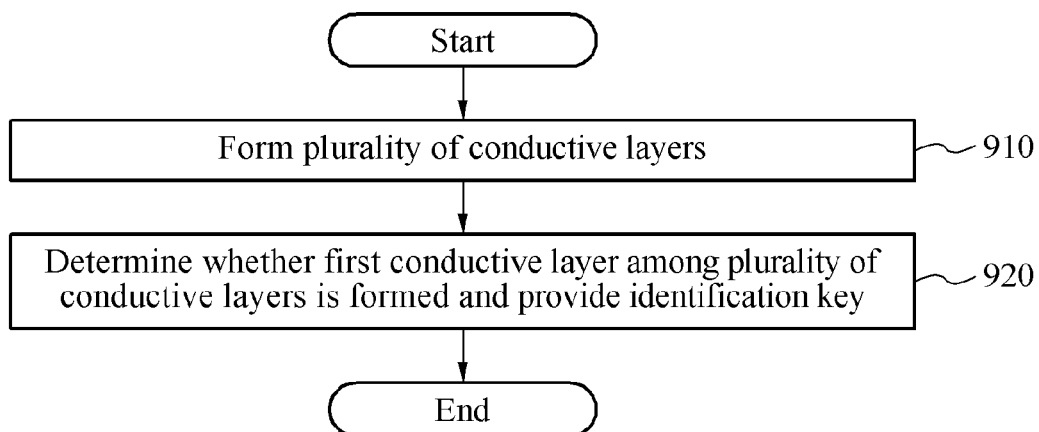 Start
Form plurality of conductive layers
910
Determine whether first conductive layer among plurality of
conductive layers is formed and provide identification key
920
End